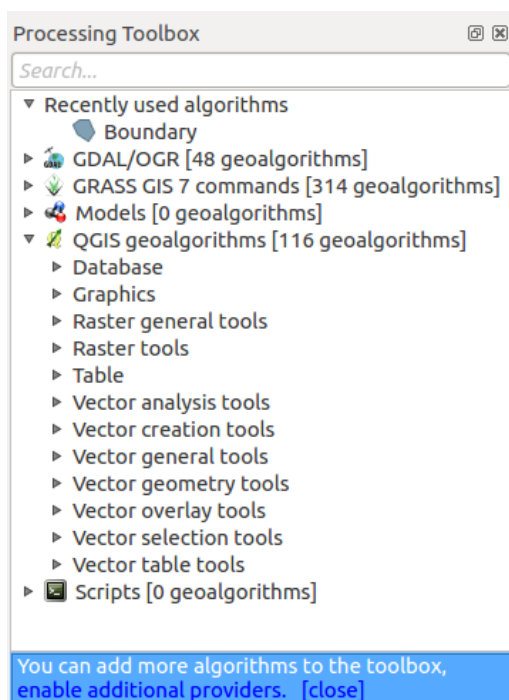 Processing Toolbox
Search...
Recently used algorithms
Boundary
GDAL/OGR [48 geoalgorithms]
GRASS GIS 7 commands [314 geoalgorithms]
Models [0 geoalgorithms]
QGIS geoalgorithms [116 geoalgorithms]
Database
Graphics
Raster general tools
Raster tools
Table
Vector analysis tools
Vector creation tools
Vector general tools
Vector geometry tools
Vector overlay tools
Vector selection tools
Vector table tools
Scripts [0 geoalgorithms]
You can add more algorithms to the toolbox,
enable additional providers. [close]